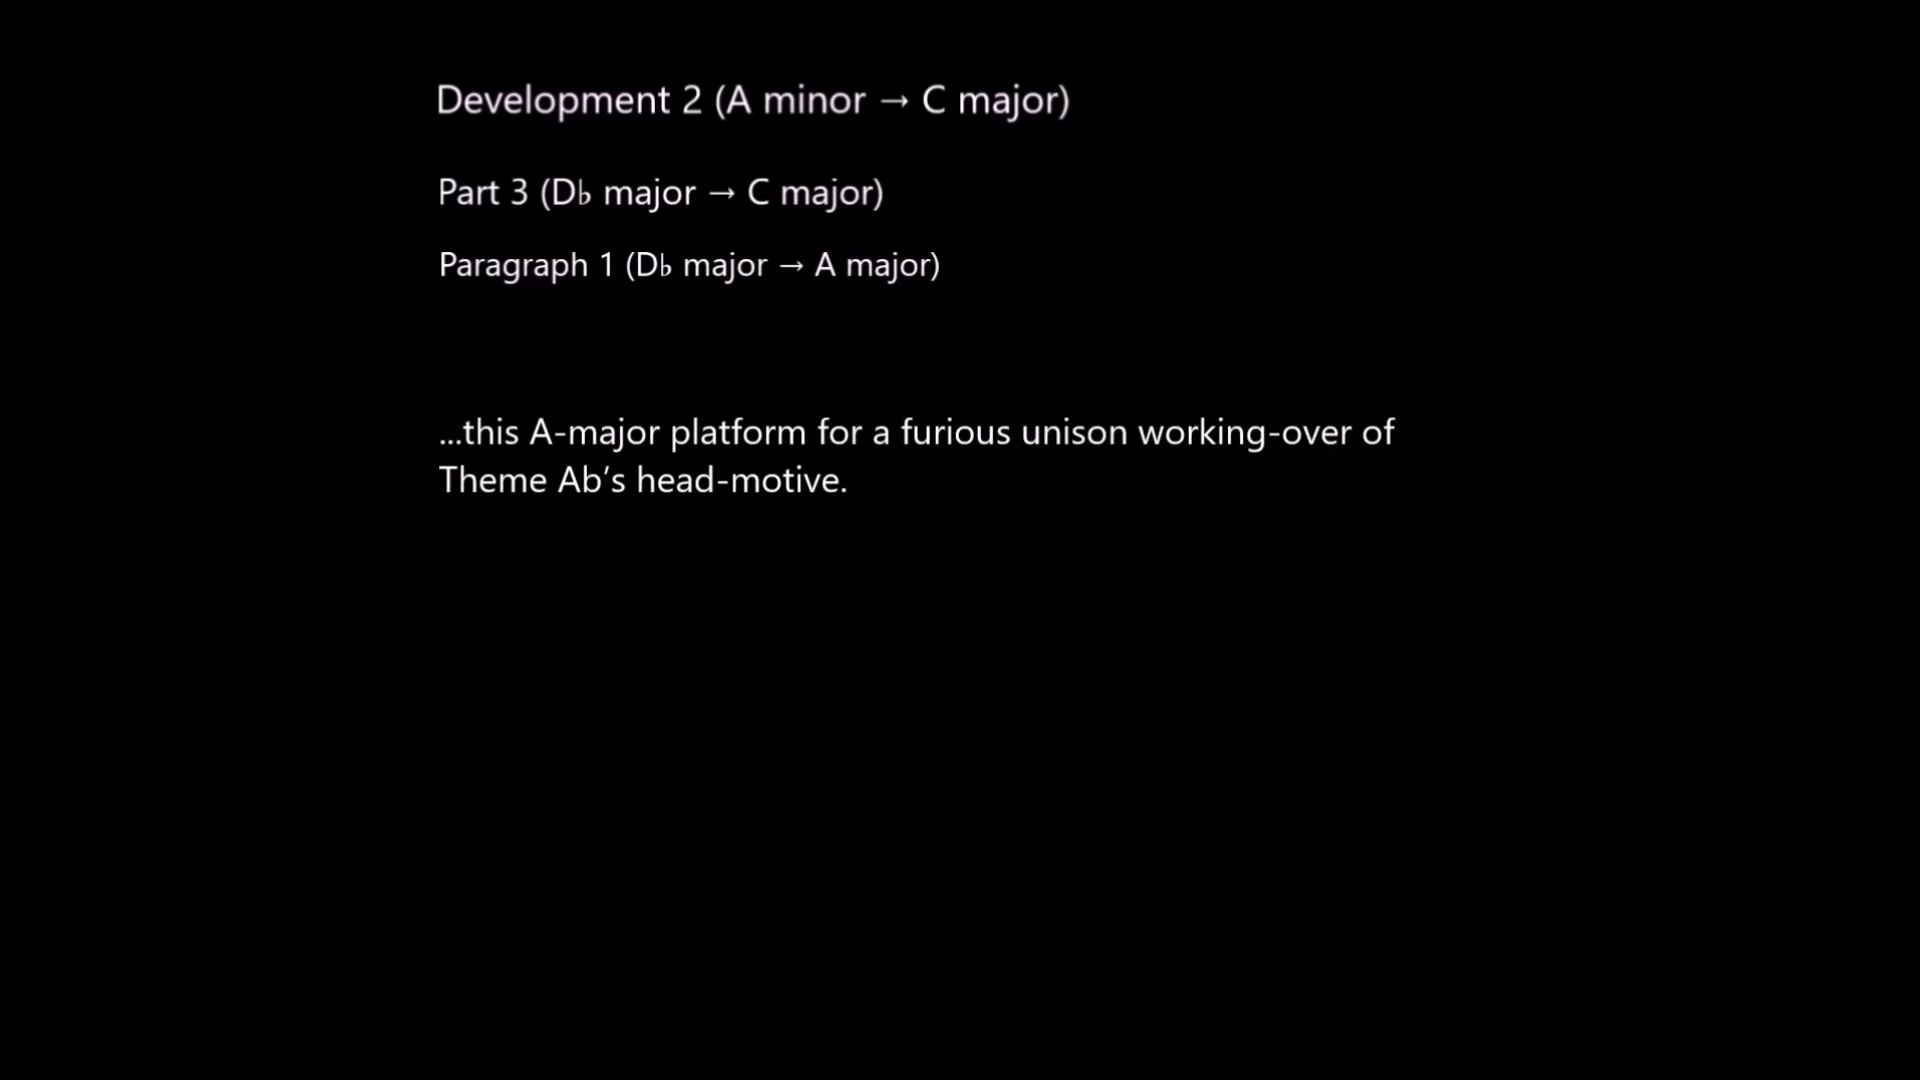 Development 2 (A minor → C major)
Part 3 (D♭ major → C major)
Paragraph 1 (D♭ major → A major)
...this A-major platform for a furious unison working-over of
Theme Ab’s head-motive.